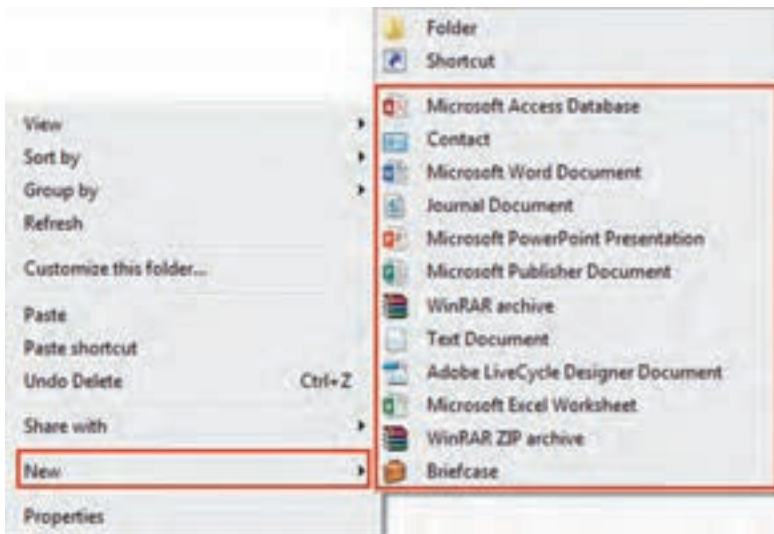 View
Sort by
Group by
Refresh
Customize this folder...
Paste
Paste shortcut
Undo Delete Ctrl+Z
Share with
New
Properties
Folder
Shortcut
Microsoft Access Database
Contact
Microsoft Word Document
Journal Document
Microsoft PowerPoint Presentation
Microsoft Publisher Document
WinRAR archive
Text Document
Adobe LiveCycle Designer Document
Microsoft Excel Worksheet
WinRAR ZIP archive
Briefcase